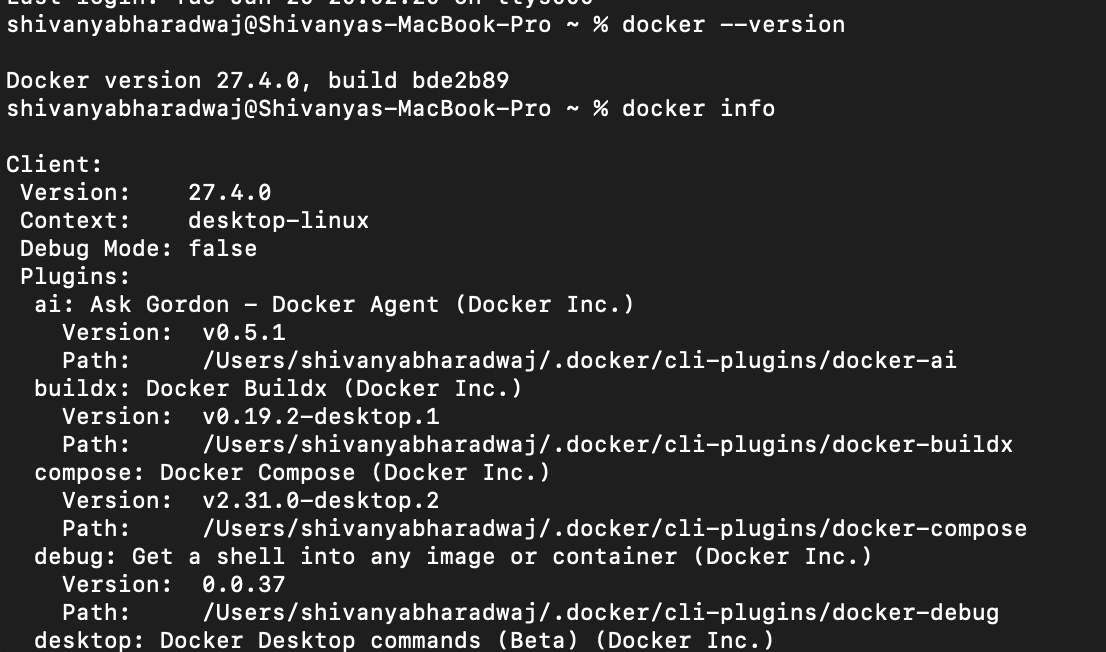 shivanyabharadwaj@Shivanyas-MacBook-Pro ~ % docker --version
Docker version 27.4.0, build bde2b89
shivanyabharadwaj@Shivanyas-MacBook-Pro ~ % docker info
Client:
 Version:    27.4.0
 Context:    desktop-linux
 Debug Mode: false
 Plugins:
  ai: Ask Gordon - Docker Agent (Docker Inc.)
    Version:  v0.5.1
    Path:     /Users/shivanyabharadwaj/.docker/cli-plugins/docker-ai
  buildx: Docker Buildx (Docker Inc.)
    Version:  v0.19.2-desktop.1
    Path:     /Users/shivanyabharadwaj/.docker/cli-plugins/docker-buildx
  compose: Docker Compose (Docker Inc.)
    Version:  v2.31.0-desktop.2
    Path:     /Users/shivanyabharadwaj/.docker/cli-plugins/docker-compose
  debug: Get a shell into any image or container (Docker Inc.)
    Version:  0.0.37
    Path:     /Users/shivanyabharadwaj/.docker/cli-plugins/docker-debug
  desktop: Docker Desktop commands (Beta) (Docker Inc.)